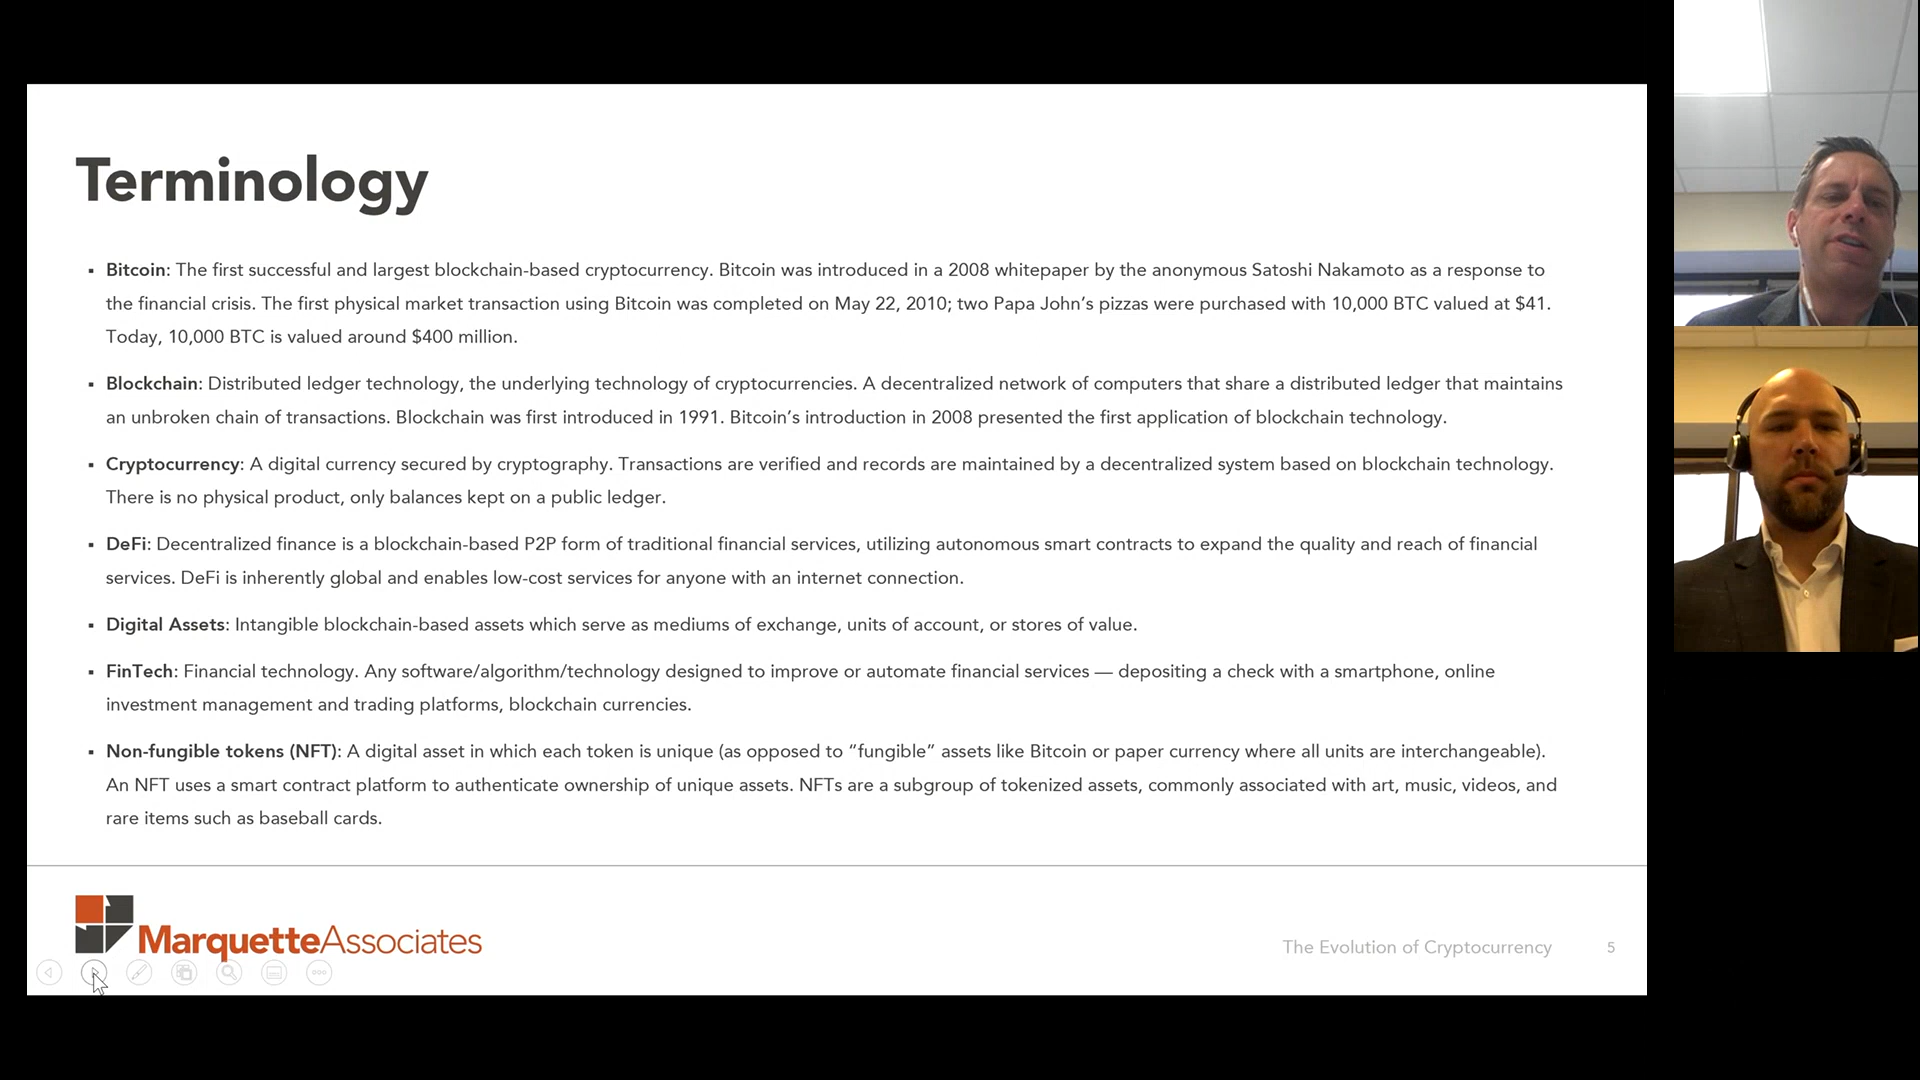 Terminology
▪ Bitcoin: The first successful and largest blockchain-based cryptocurrency. Bitcoin was introduced in a 2008 whitepaper by the anonymous Satoshi Nakamoto as a response to
the financial crisis. The first physical market transaction using Bitcoin was completed on May 22, 2010; two Papa John’s pizzas were purchased with 10,000 BTC valued at $41.
Today, 10,000 BTC is valued around $400 million.
▪ Blockchain: Distributed ledger technology, the underlying technology of cryptocurrencies. A decentralized network of computers that share a distributed ledger that maintains
an unbroken chain of transactions. Blockchain was first introduced in 1991. Bitcoin’s introduction in 2008 presented the first application of blockchain technology.
▪ Cryptocurrency: A digital currency secured by cryptography. Transactions are verified and records are maintained by a decentralized system based on blockchain technology.
There is no physical product, only balances kept on a public ledger.
▪ DeFi: Decentralized finance is a blockchain-based P2P form of traditional financial services, utilizing autonomous smart contracts to expand the quality and reach of financial
services. DeFi is inherently global and enables low-cost services for anyone with an internet connection.
▪ Digital Assets: Intangible blockchain-based assets which serve as mediums of exchange, units of account, or stores of value.
▪ FinTech: Financial technology. Any software/algorithm/technology designed to improve or automate financial services — depositing a check with a smartphone, online
investment management and trading platforms, blockchain currencies.
▪ Non-fungible tokens (NFT): A digital asset in which each token is unique (as opposed to “fungible” assets like Bitcoin or paper currency where all units are interchangeable).
An NFT uses a smart contract platform to authenticate ownership of unique assets. NFTs are a subgroup of tokenized assets, commonly associated with art, music, videos, and
rare items such as baseball cards.
MarquetteAssociates
The Evolution of Cryptocurrency 5